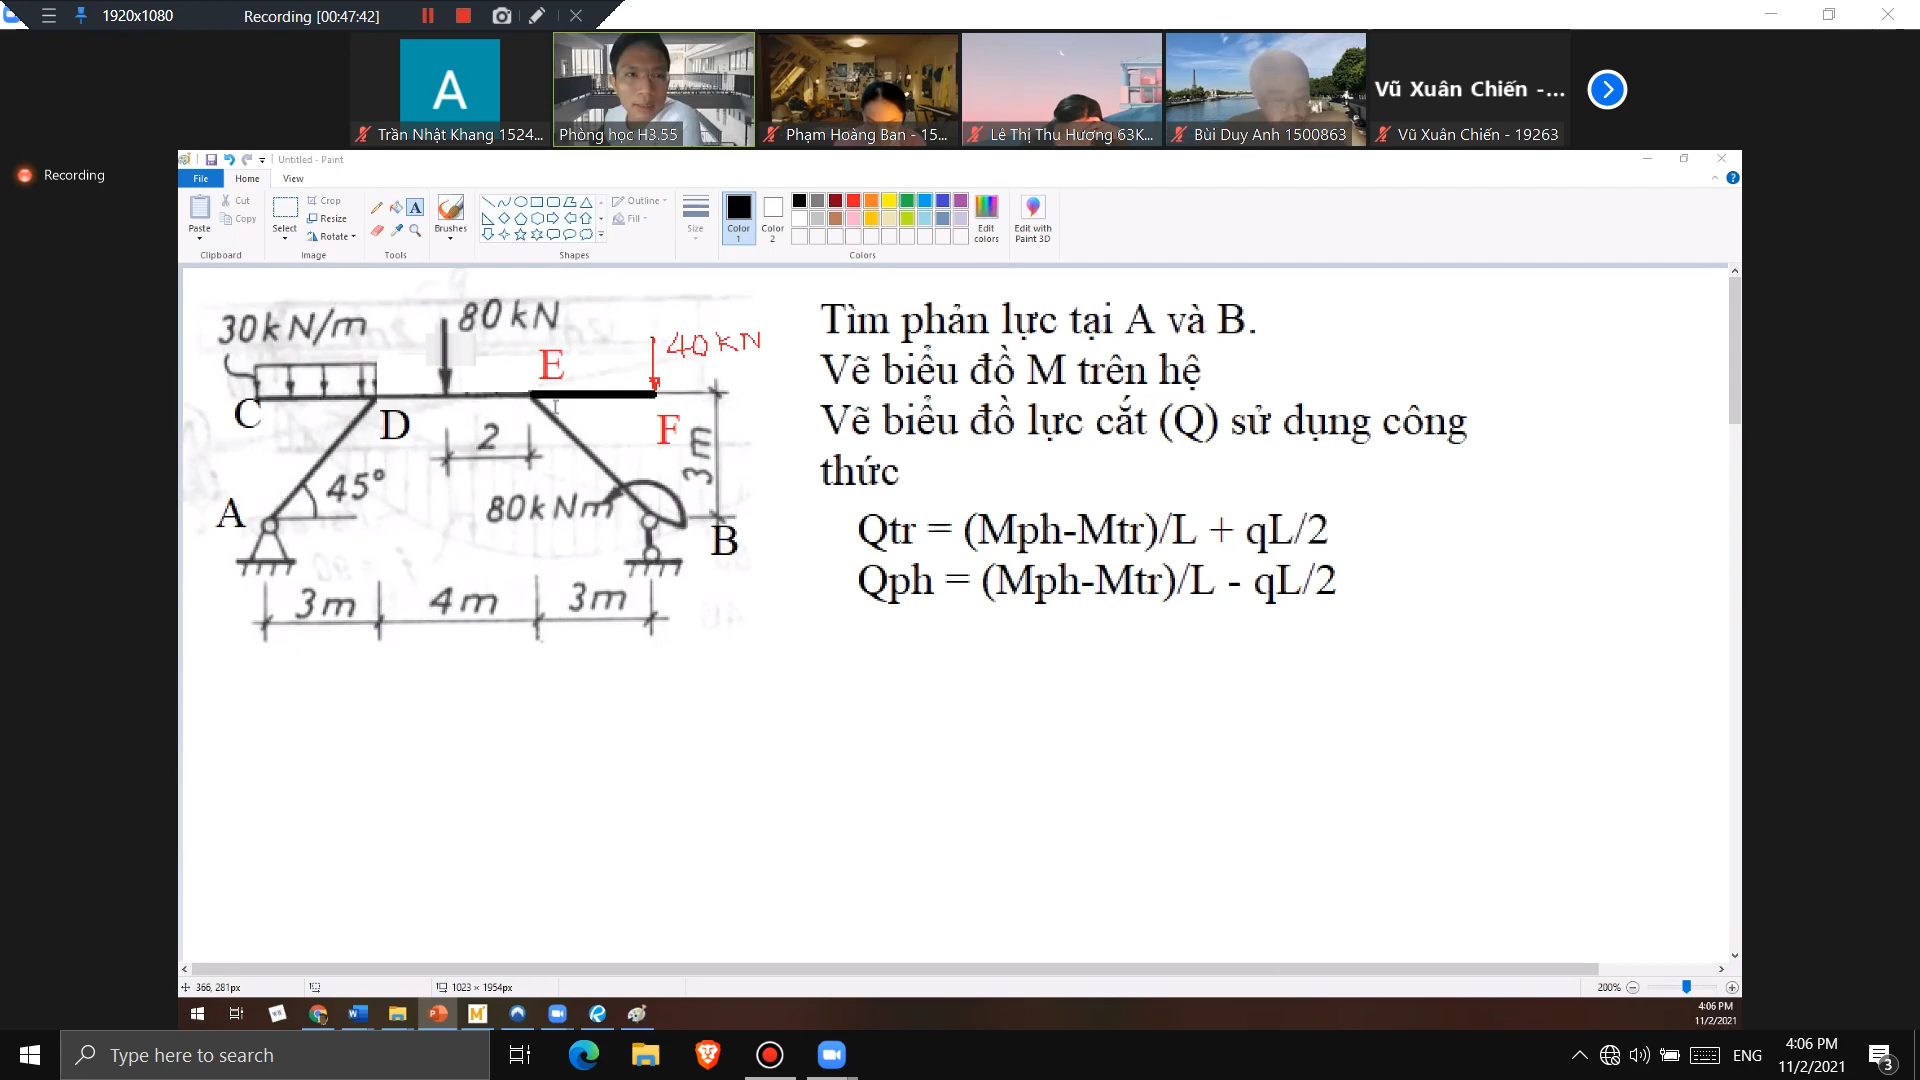 1920x1080
Recording [00:47:42]
A
Trần Nhật Khang 1524...
Phòng học H3.55
Phạm Hoàng Ban - 15...
Lê Thị Thu Hương 63K...
Bùi Duy Anh 1500863
Vũ Xuân Chiến -...
Vũ Xuân Chiến - 19263
Recording
Untitled - Paint
File
Home
View
Paste
Cut
Copy
Clipboard
Select
Crop
Resize
Rotate
Image
A
Tools
Brushes
Shapes
Outline
Fill
Size
Color 1
Color 2
Edit colors
Edit with Paint 3D
Colors
30kN/m
80kN
40KN
E
C
D
F
2
3m
45°
80kNm
A
B
3m
4m
3m
Tìm phản lực tại A và B.
Vẽ biểu đồ M trên hệ
Vẽ biểu đồ lực cắt (Q) sử dụng công
thức
Qtr = (Mph-Mtr)/L + qL/2
Qph = (Mph-Mtr)/L - qL/2
366, 281px
1023 × 1954px
200%
4:06 PM
11/2/2021
Type here to search
ENG
4:06 PM
11/2/2021
3